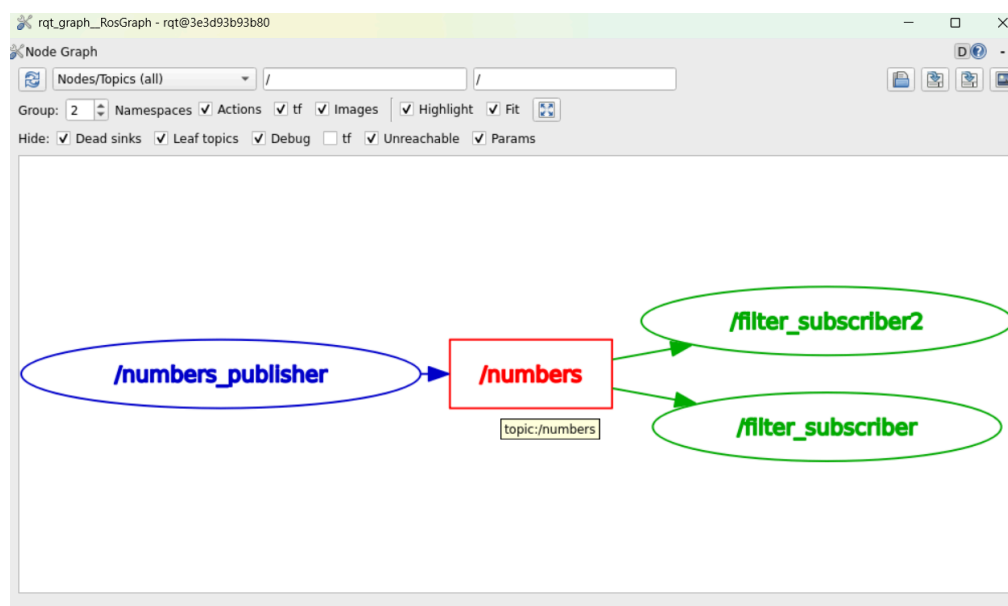 rqt_graph__RosGraph - rqt@3e3d93b93b80
Node Graph
D
Nodes/Topics (all) / /
Group: 2 Namespaces Actions tf Images Highlight Fit
Hide: Dead sinks Leaf topics Debug tf Unreachable Params
/filter_subscriber2
/numbers_publisher /numbers
/filter_subscriber
topic:/numbers